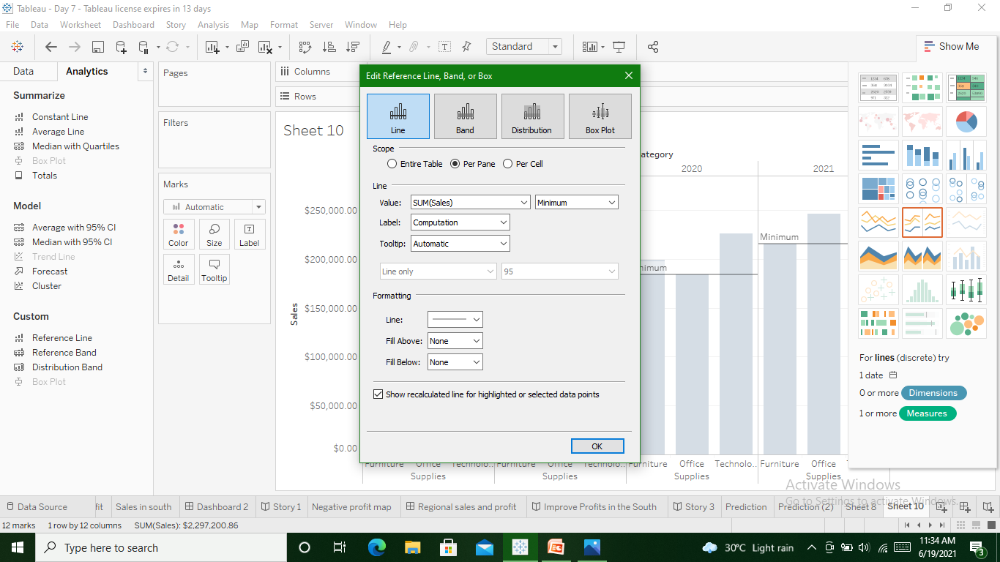 Tableau - Day 7 - Tableau license expires in 13 days
File Data Worksheet Dashboard Story Analysis Map Format Server Window Help
Standard
Show Me
Data Analytics
Summarize
Constant Line
Average Line
Median with Quartiles
Box Plot
Totals
Model
Average with 95% CI
Median with 95% CI
Trend Line
Forecast
Cluster
Custom
Reference Line
Reference Band
Distribution Band
Box Plot
Pages
Filters
Marks
Automatic
Color Size Label
Detail Tooltip
Columns
Rows
Sheet 10
Sales
$250,000.00
$200,000.00
$150,000.00
$100,000.00
$50,000.00
$0.00
Edit Reference Line, Band, or Box
Line Band Distribution Box Plot
Scope
Entire Table Per Pane Per Cell
Line
Value: SUM(Sales) Minimum
Label: Computation
Tooltip: Automatic
Line only 95
Formatting
Line:
Fill Above: None
Fill Below: None
Show recalculated line for highlighted or selected data points
OK
ategory
2020 2021
Minimum
nimum
Furniture Office Supplies Technolo.. Furniture Office Supplies Technolo.. Furniture Office Supplies Technolo.. Furniture Office Supplies
For lines (discrete) try
1 date
0 or more Dimensions
1 or more Measures
Activate Windows
Go to Settings to activate Windows.
Data Source fit Sales in south Dashboard 2 Story 1 Negative profit map Regional sales and profit Improve Profits in the South Story 3 Prediction Prediction (2) Sheet 8 Sheet 10
12 marks 1 row by 12 columns SUM(Sales): $2,297,200.86
Type here to search
30°C Light rain
11:34 AM
6/19/2021
3